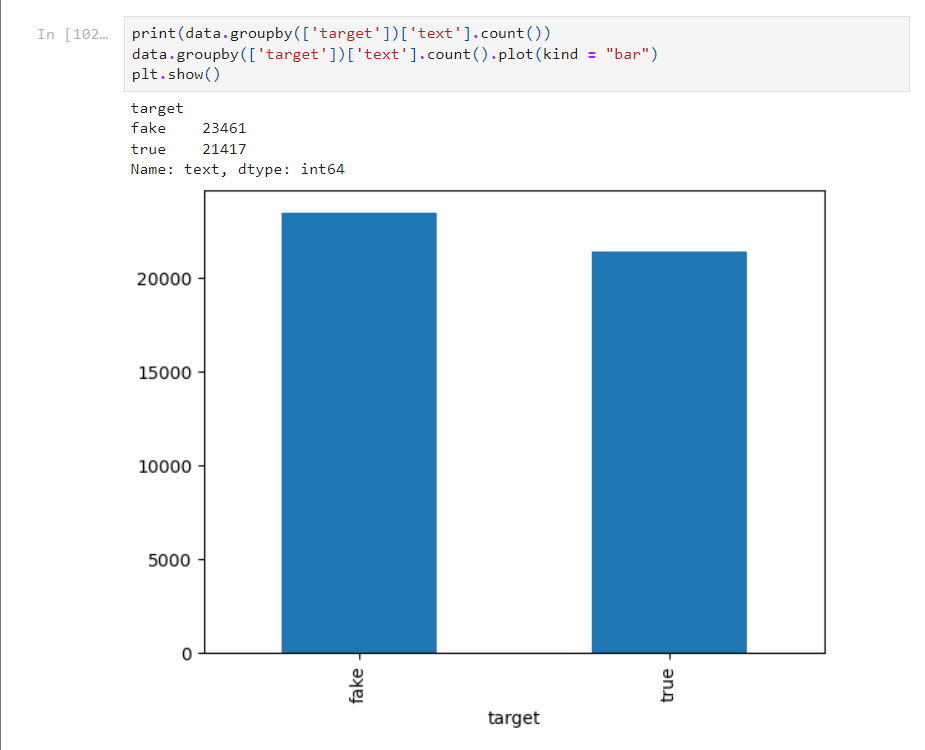 In [102…
print(data.groupby(['target'])['text'].count())
data.groupby(['target'])['text'].count().plot(kind = "bar")
plt.show()
target
fake    23461
true    21417
Name: text, dtype: int64
20000
15000
10000
5000
0
fake
true
target